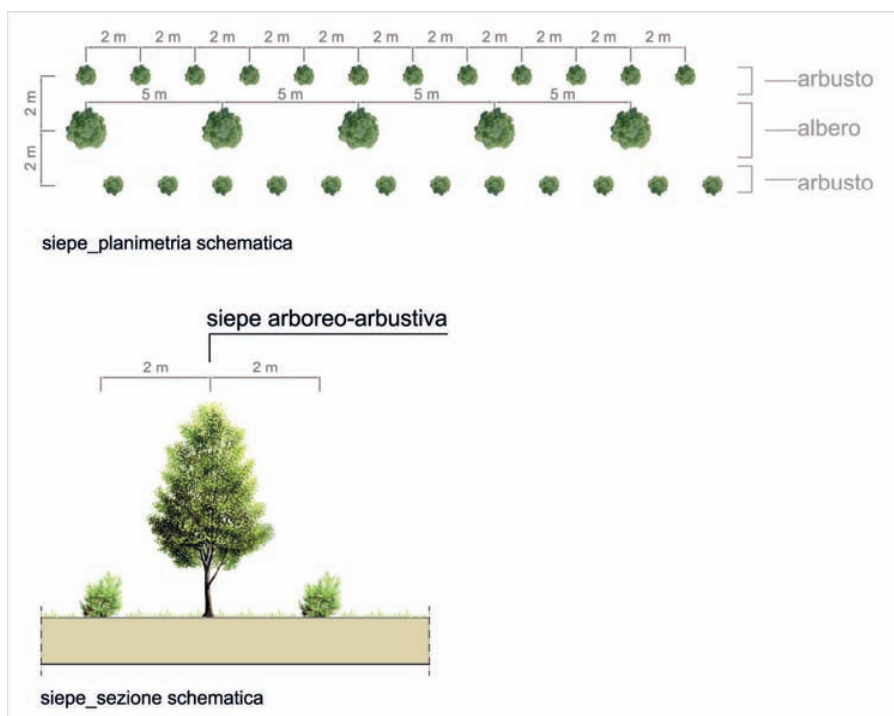 2 m 2 m 2 m 2 m 2 m 2 m 2 m 2 m 2 m 2 m 2 m
arbusto
2 m
5 m 5 m 5 m 5 m
albero
2 m
arbusto
siepe_planimetria schematica
siepe arboreo-arbustiva
2 m 2 m
siepe_sezione schematica